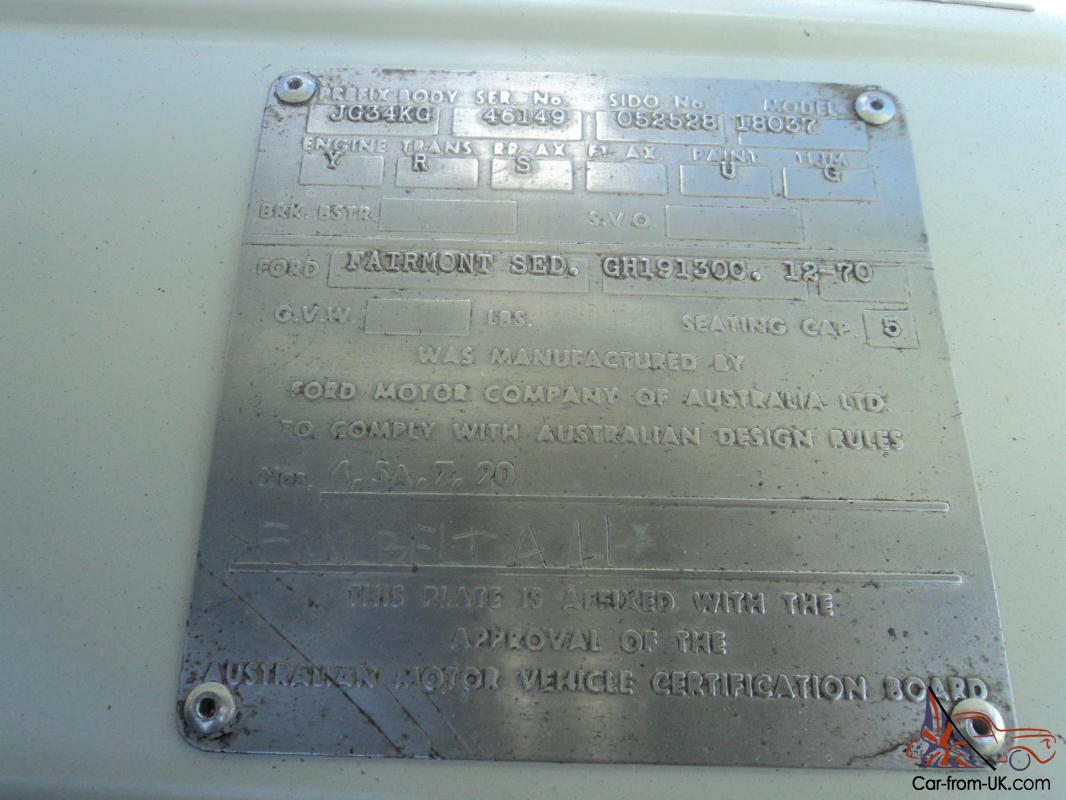 PREFIX BODY SER. No. SIDO No. MODEL
JG34KG 46149 052528 18037
ENGINE TRANS. RR. AX FT. AX. PAINT TRIM
Y R S U G
BRK. BSTR. S.V.O.
FORD FAIRMONT SED. GH191300. 12-70
G.V.W. LBS. SEATING CAP. 5
WAS MANUFACTURED BY
FORD MOTOR COMPANY OF AUSTRALIA LTD.
TO COMPLY WITH AUSTRALIAN DESIGN RULES
Nos. 4, 5A, 7, 20
BELT
THIS PLATE IS AFFIXED WITH THE
APPROVAL OF THE
AUSTRALIAN MOTOR VEHICLE CERTIFICATION BOARD
Car-from-UK.com